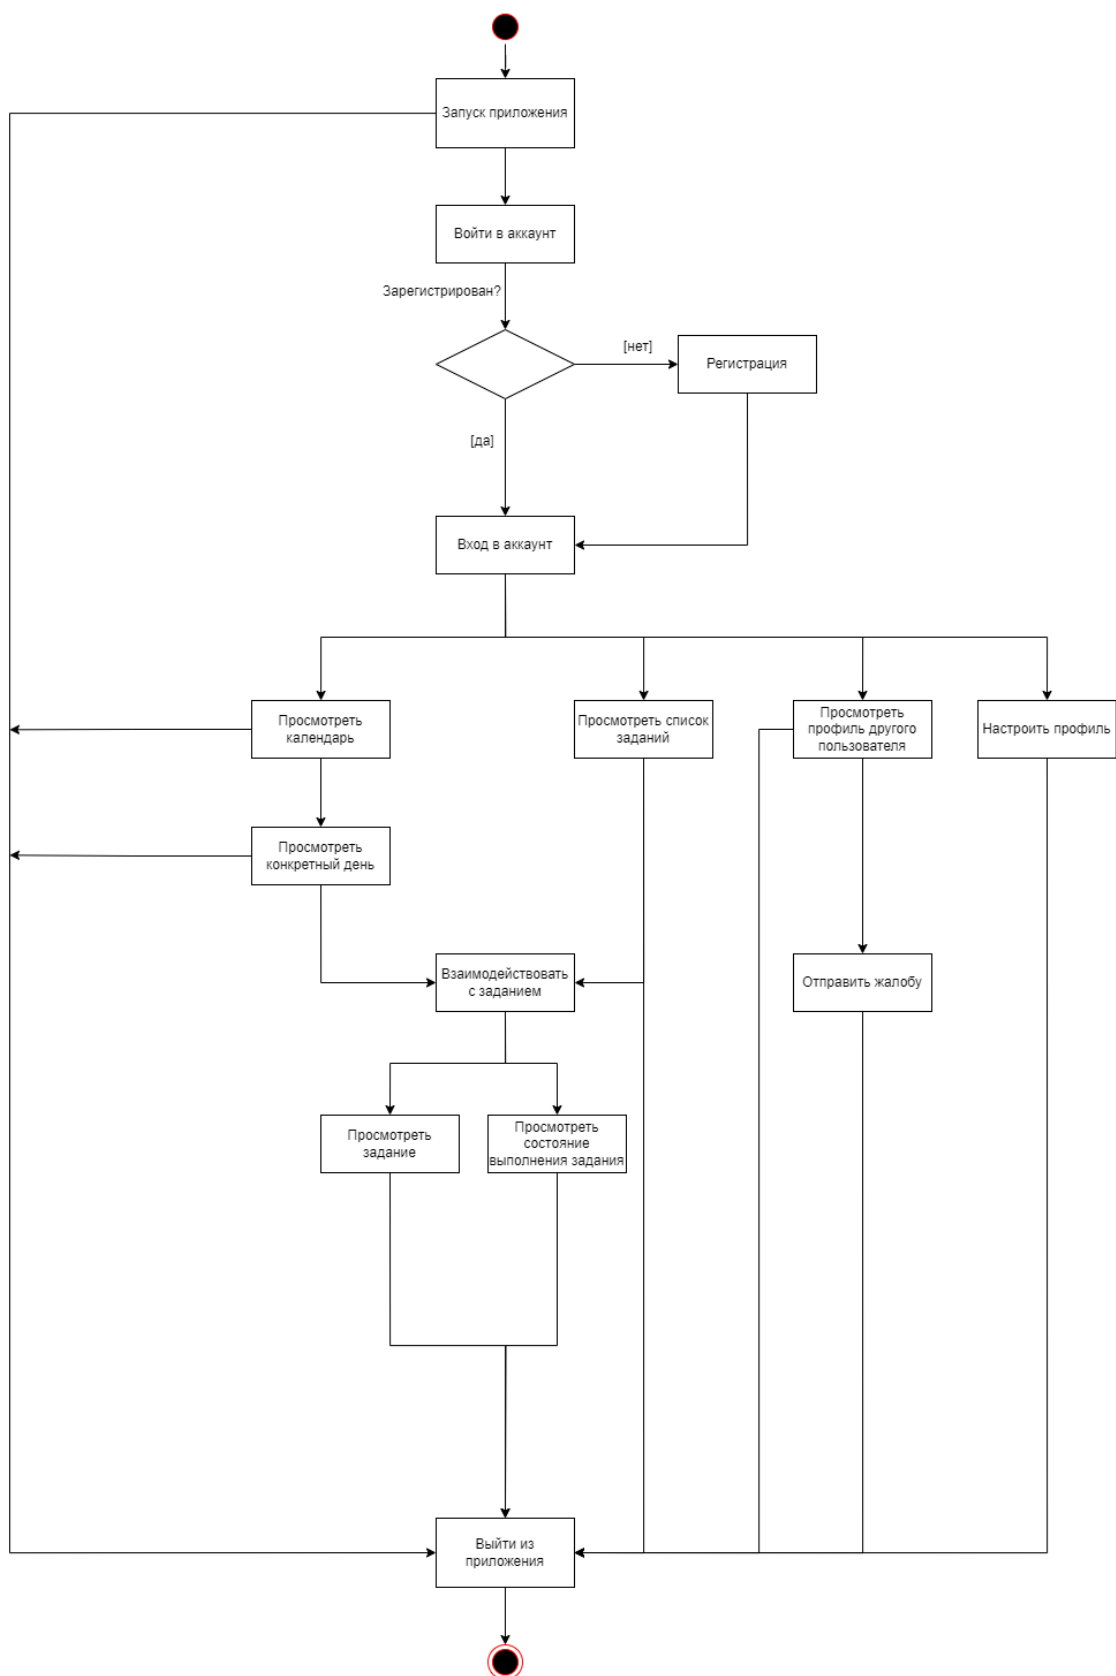 Запуск приложения
Войти в аккаунт
Зарегистрирован?
[нет]
Регистрация
[да]
Вход в аккаунт
Просмотреть
календарь
Просмотреть список
заданий
Просмотреть
профиль другого
пользователя
Настроить профиль
Просмотреть
конкретный день
Взаимодействовать
с заданием
Отправить жалобу
Просмотреть
задание
Просмотреть
состояние
выполнения задания
Выйти из
приложения